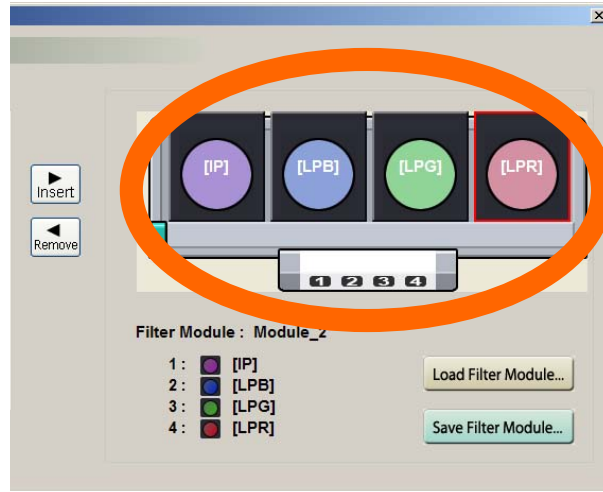 [IP] [LPB] [LPG] [LPR]
Insert
Remove
1 2 3 4
Filter Module : Module_2
1 : [IP]
2 : [LPB]
3 : [LPG]
4 : [LPR]
Load Filter Module...
Save Filter Module...